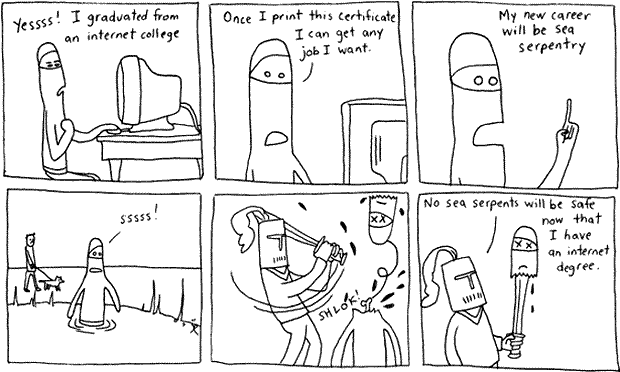 Yessss! I graduated from
an internet college
Once I print this certificate
I can get any
job I want.
My new career
will be sea
serpentry
sssss!
SHLOK!
No sea serpents will be safe
now that
I have
an internet
degree.